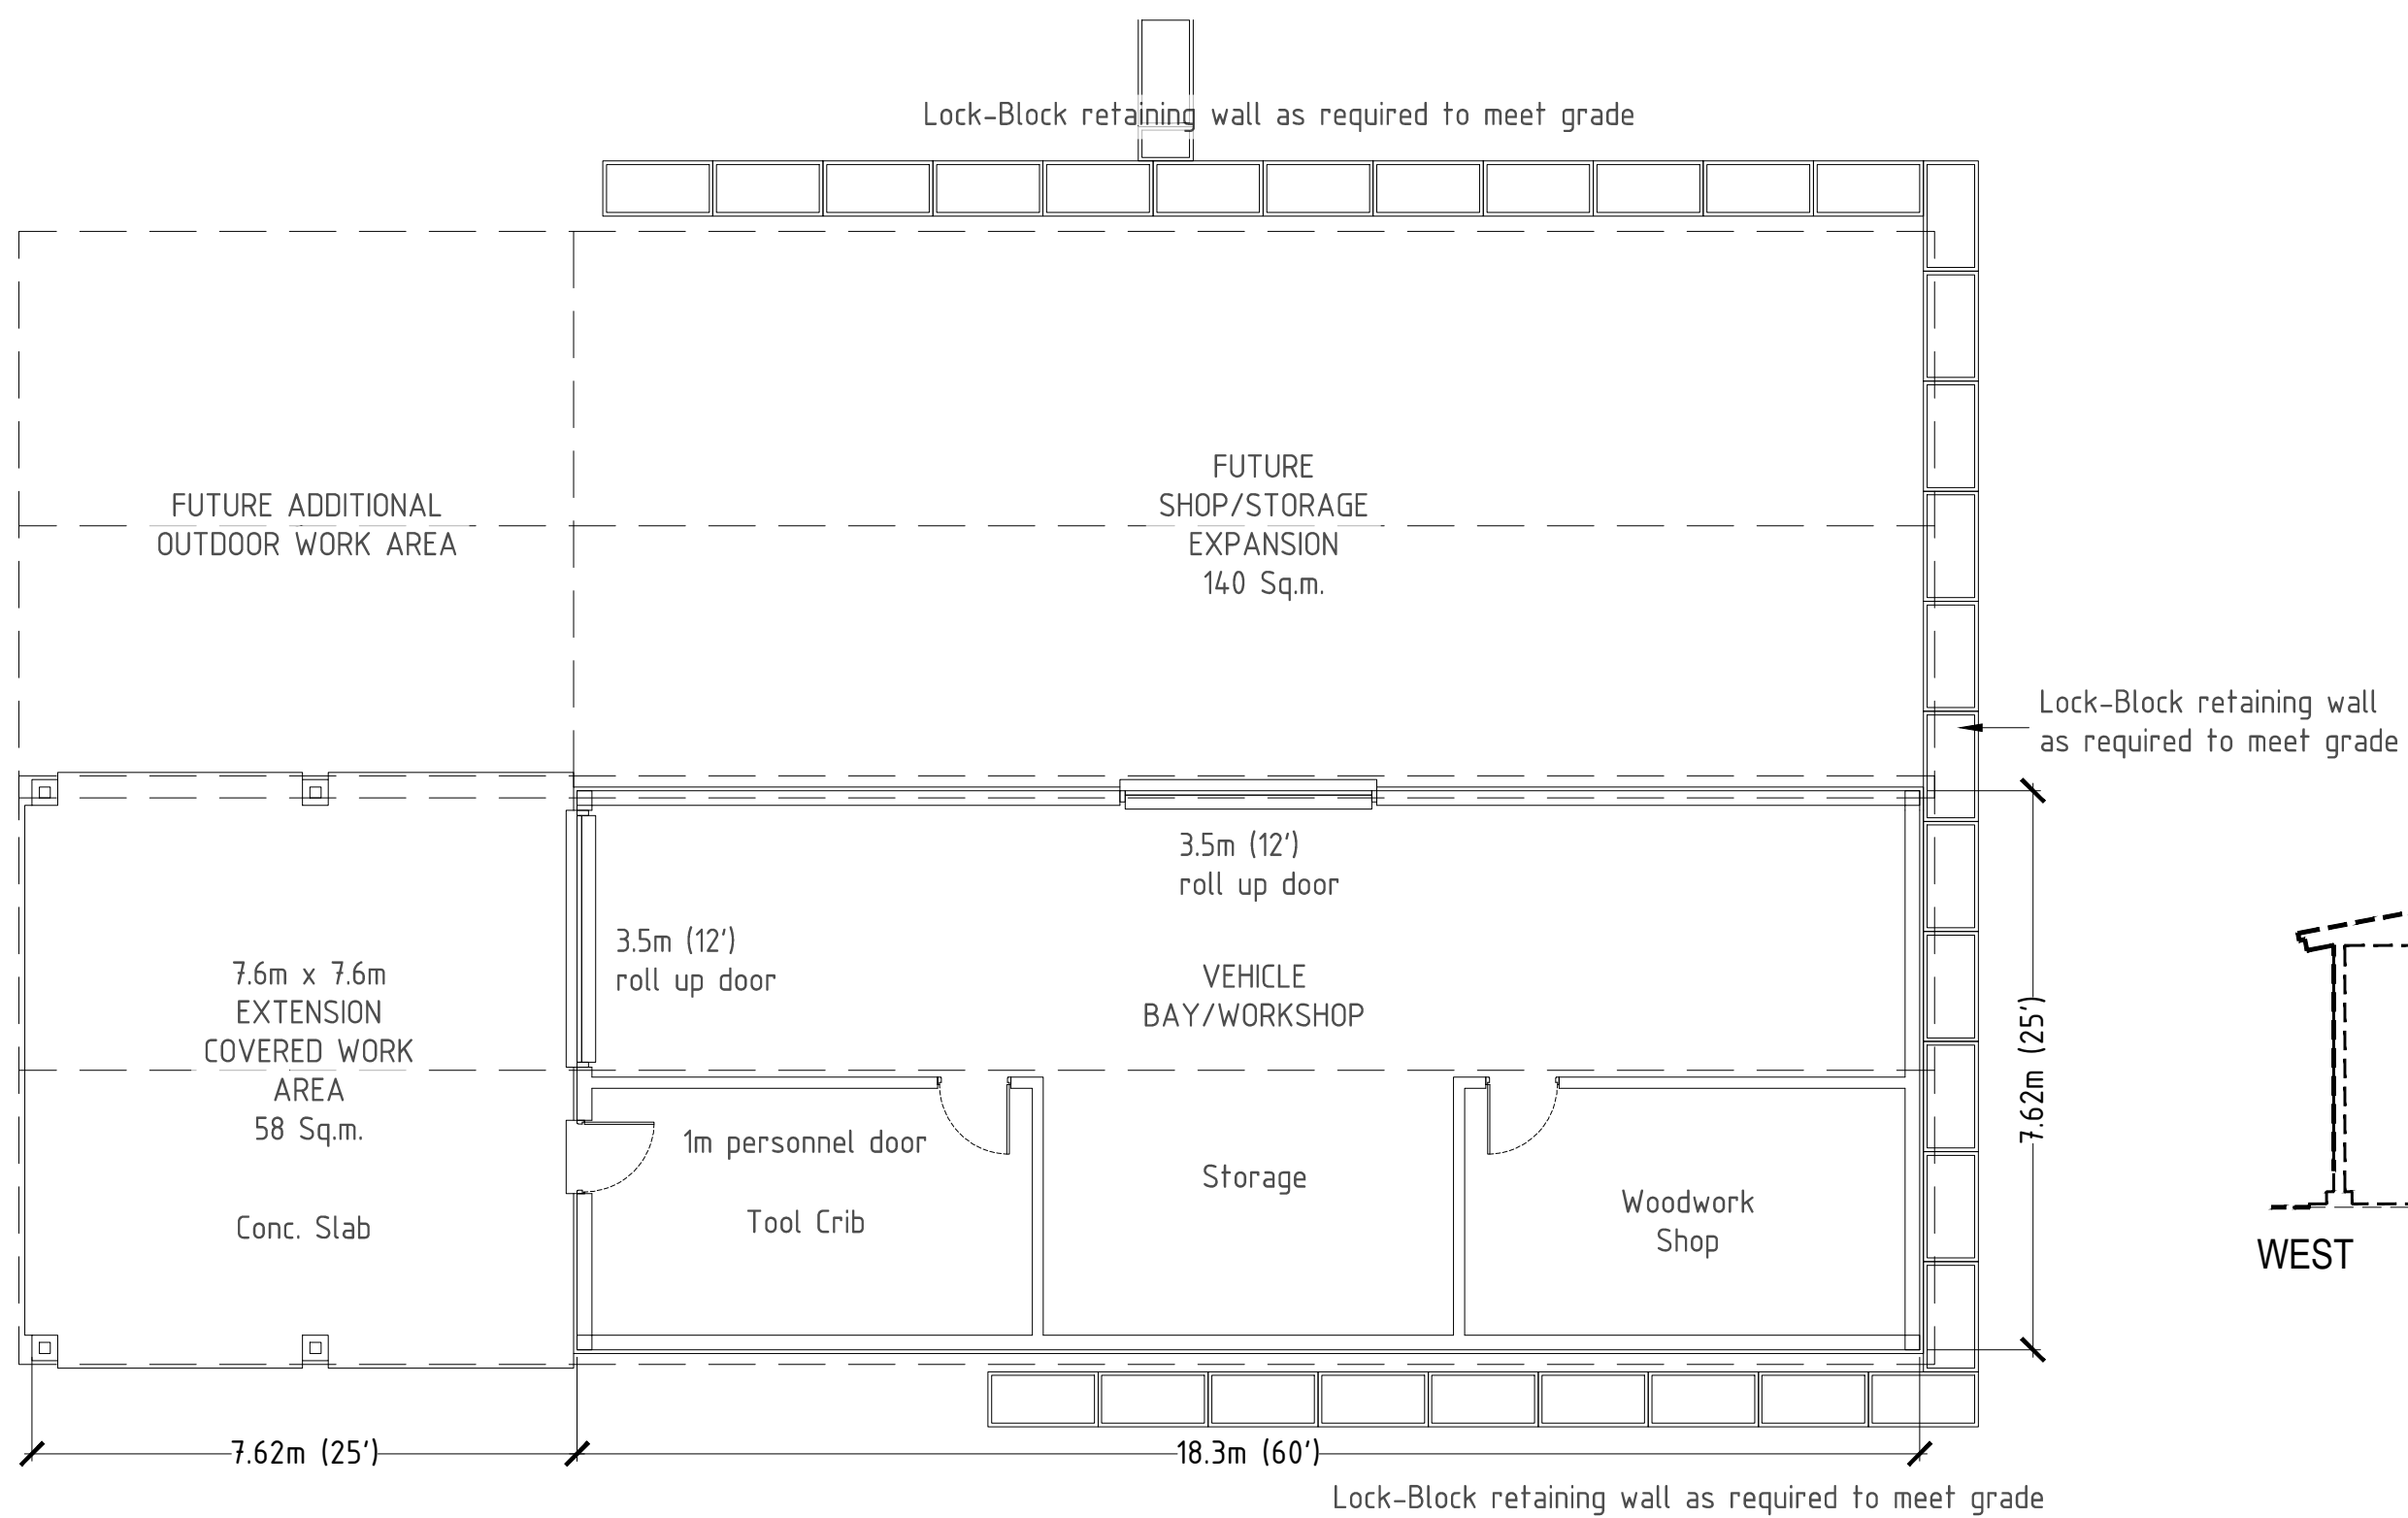 Lock-Block retaining wall as required to meet grade
FUTURE ADDITIONAL
OUTDOOR WORK AREA
FUTURE
SHOP/STORAGE
EXPANSION
140 Sq.m.
Lock-Block retaining wall
as required to meet grade
3.5m (12')
roll up door
3.5m (12')
roll up door
VEHICLE
BAY/WORKSHOP
7.6m x 7.6m
EXTENSION
COVERED WORK
AREA
58 Sq.m.
Conc. Slab
1m personnel door
Tool Crib
Storage
Woodwork
Shop
7.62m (25')
WEST
7.62m (25')
18.3m (60')
Lock-Block retaining wall as required to meet grade